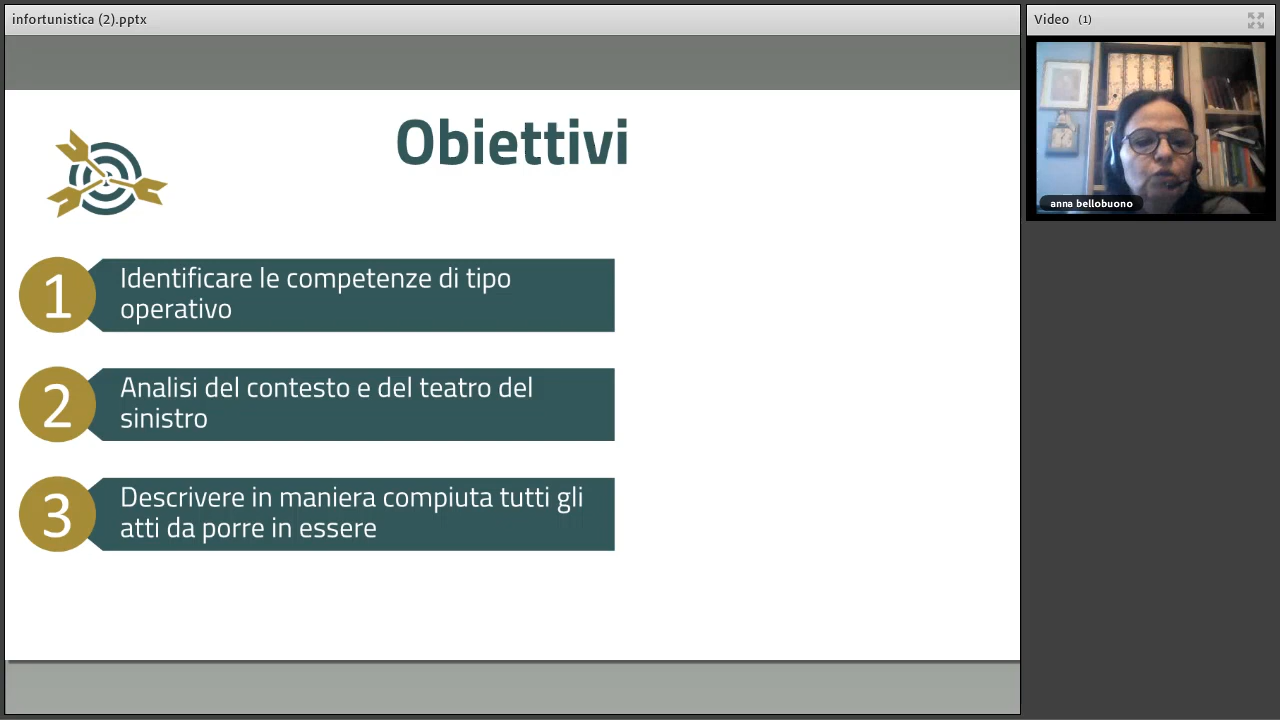 infortunistica (2).pptx
Video (1)
anna bellobuono
Obiettivi
1
Identificare le competenze di tipo
operativo
2
Analisi del contesto e del teatro del
sinistro
3
Descrivere in maniera compiuta tutti gli
atti da porre in essere